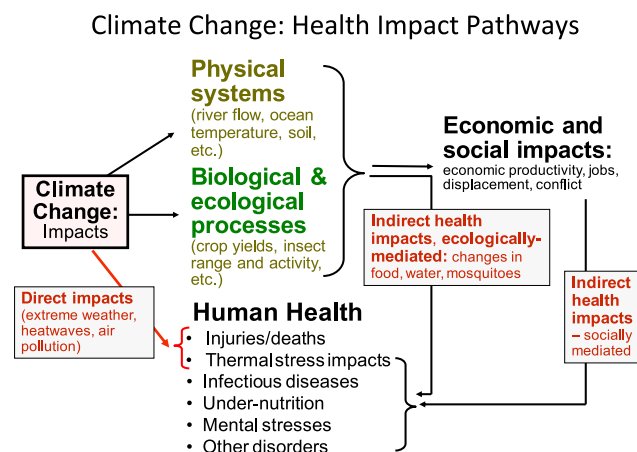 Climate Change: Health Impact Pathways
Physical
systems
(river flow, ocean
temperature, soil,
etc.)
Economic and
social impacts:
economic productivity, jobs,
displacement, conflict
Climate
Change:
Impacts
Biological &
ecological
processes
(crop yields, insect
range and activity,
etc.)
Indirect health
impacts, ecologically-
mediated: changes in
food, water, mosquitoes
Indirect
health
impacts
– socially
mediated
Direct impacts
(extreme weather,
heatwaves, air
pollution)
Human Health
• Injuries/deaths
• Thermal stress impacts
• Infectious diseases
• Under-nutrition
• Mental stresses
• Other disorders